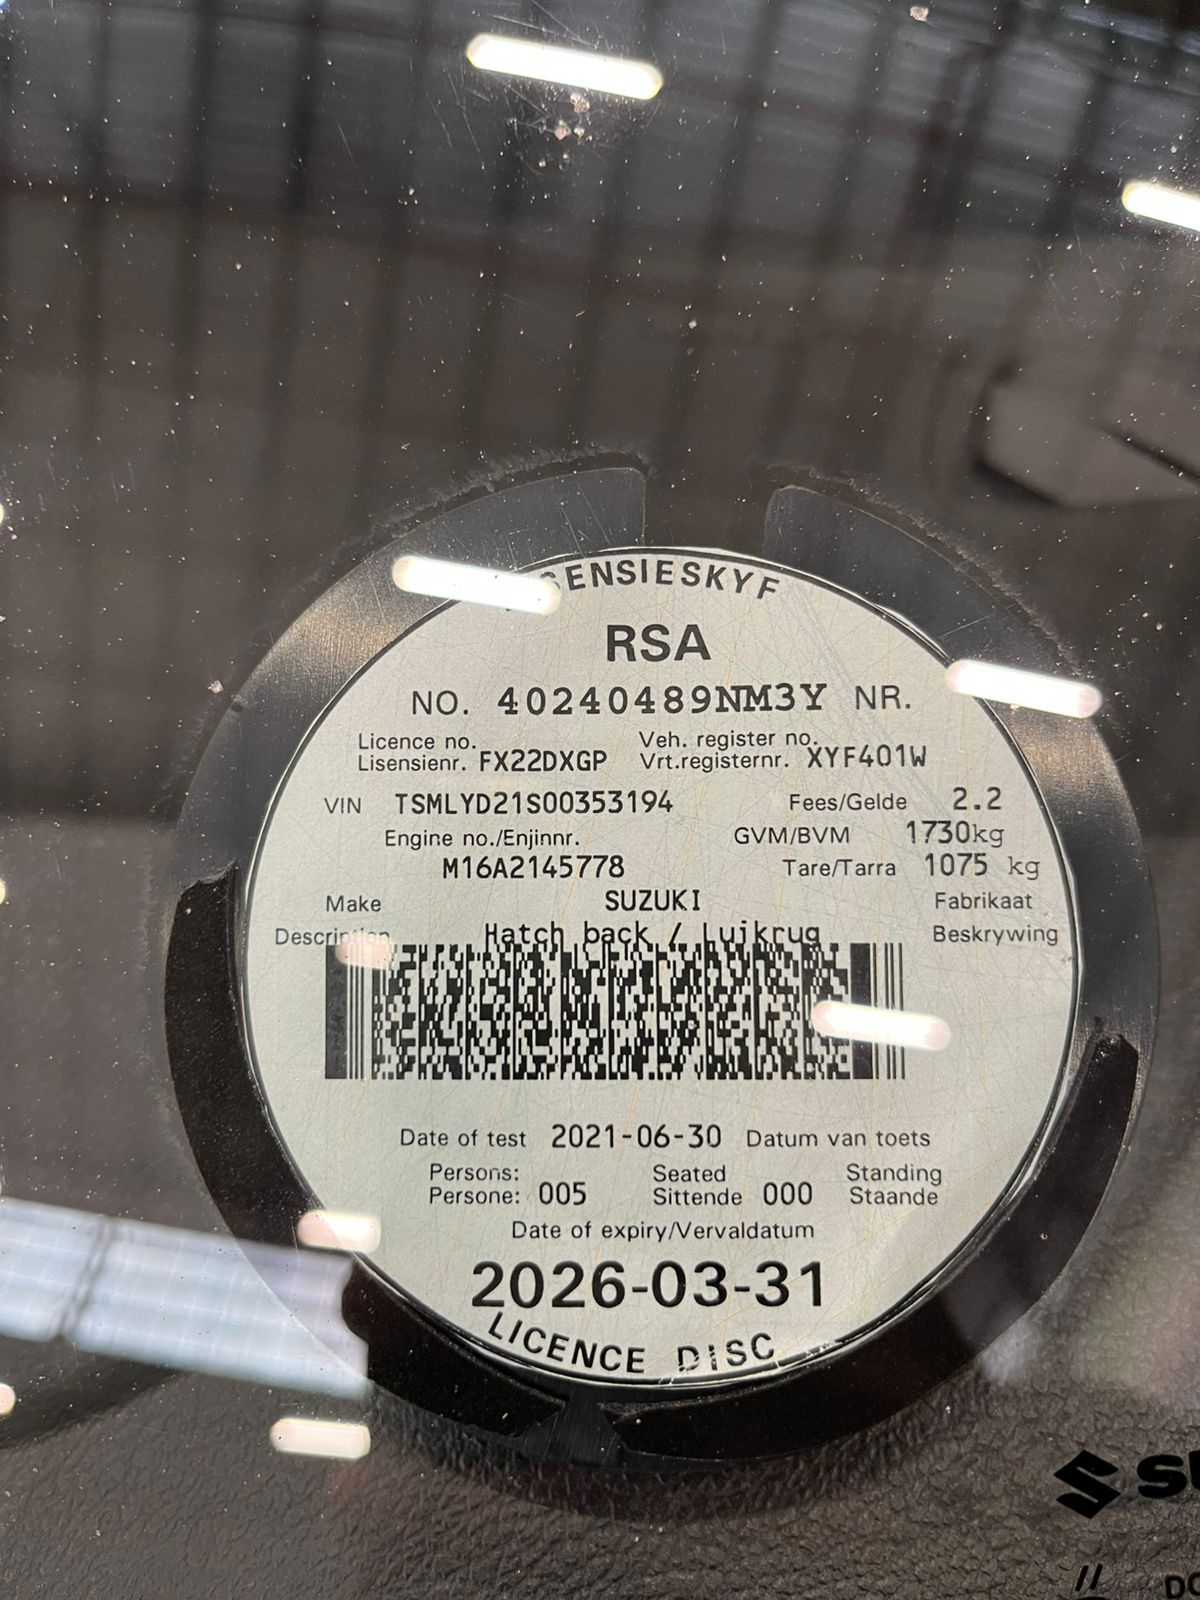 SENSIESKYF
RSA
NO. 40240489NM3Y NR.
Licence no. Veh. register no.
Lisensienr. FX22DXGP Vrt.registernr. XYF401W
VIN TSMLYD21S00353194 Fees/Gelde 2.2
Engine no./Enjinnr. GVM/BVM 1730kg
M16A2145778 Tare/Tarra 1075 kg
Make SUZUKI Fabrikaat
Description Hatch back / Luikrug Beskrywing
Date of test 2021-06-30 Datum van toets
Persons: Seated Standing
Persone: 005 Sittende 000 Staande
Date of expiry/Vervaldatum
2026-03-31
LICENCE DISC